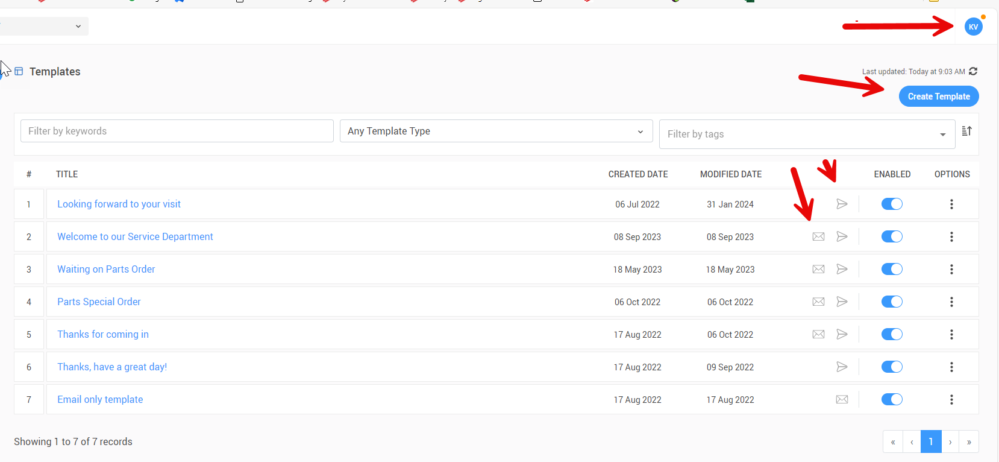 KV
Templates
Last updated: Today at 9:03 AM
Create Template
Filter by keywords
Any Template Type
Filter by tags
# TITLE CREATED DATE MODIFIED DATE ENABLED OPTIONS
1 Looking forward to your visit 06 Jul 2022 31 Jan 2024
2 Welcome to our Service Department 08 Sep 2023 08 Sep 2023
3 Waiting on Parts Order 18 May 2023 18 May 2023
4 Parts Special Order 06 Oct 2022 06 Oct 2022
5 Thanks for coming in 17 Aug 2022 06 Oct 2022
6 Thanks, have a great day! 17 Aug 2022 09 Sep 2022
7 Email only template 17 Aug 2022 17 Aug 2022
Showing 1 to 7 of 7 records
« ‹ 1 › »